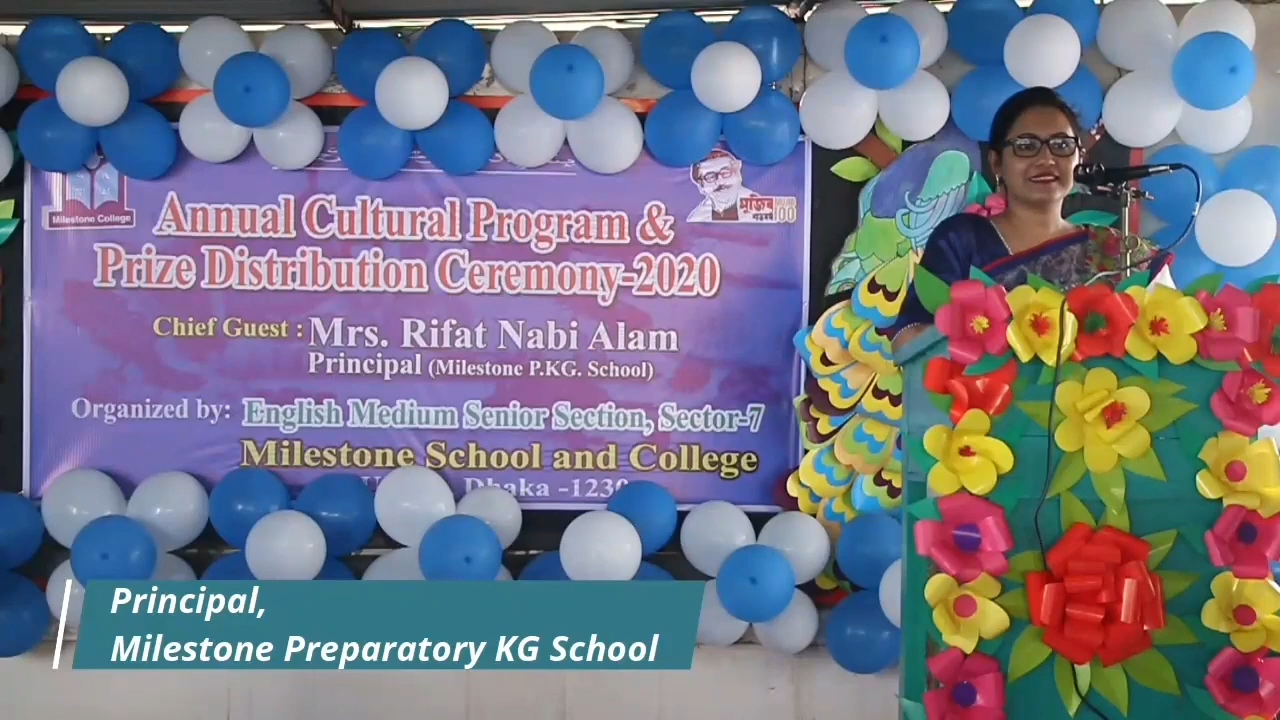 Milestone College
মুজিব
শতবর্ষ
100
Annual Cultural Program &
Prize Distribution Ceremony-2020
Chief Guest : Mrs. Rifat Nabi Alam
Principal (Milestone P.KG. School)
Organized by: English Medium Senior Section, Sector-7
Milestone School and College
Dhaka -1230
Principal,
Milestone Preparatory KG School